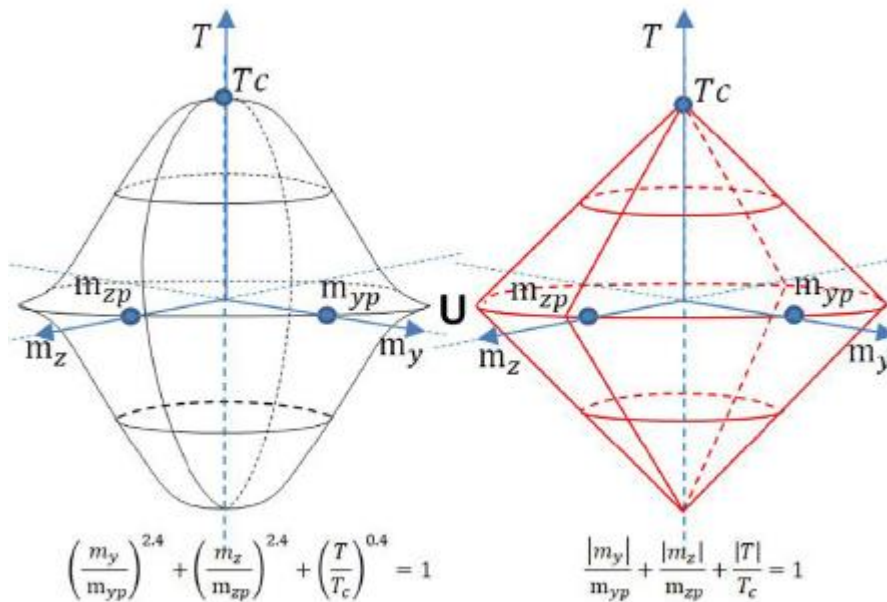 T
Tc
m_zp
m_yp
m_z
m_y
U
T
Tc
m_zp
m_yp
m_z
m_y
(m_y/m_yp)^2.4 + (m_z/m_zp)^2.4 + (T/T_c)^0.4 = 1
|m_y|/m_yp + |m_z|/m_zp + |T|/T_c = 1